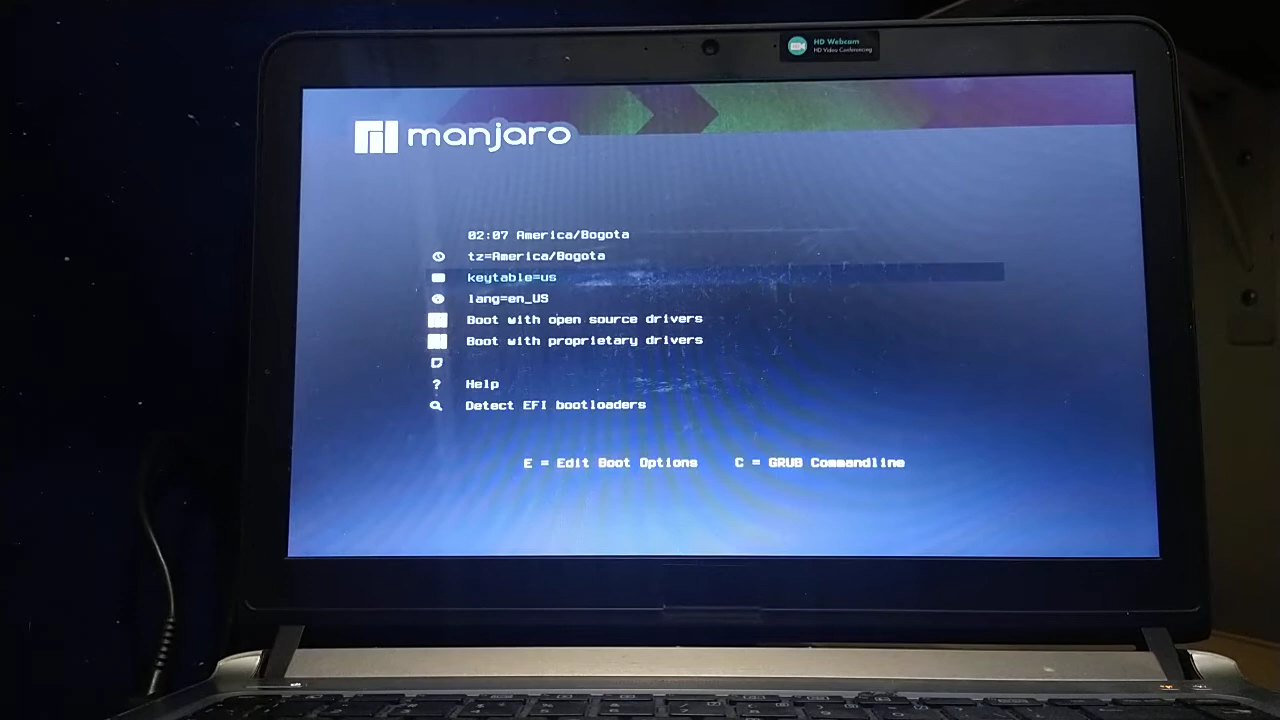 HD Webcam
HD Video Conferencing
manjaro
02:07 America/Bogota
tz=America/Bogota
keytable=us
lang=en_US
Boot with open source drivers
Boot with proprietary drivers
? Help
Detect EFI bootloaders
E = Edit Boot Options C = GRUB Commandline